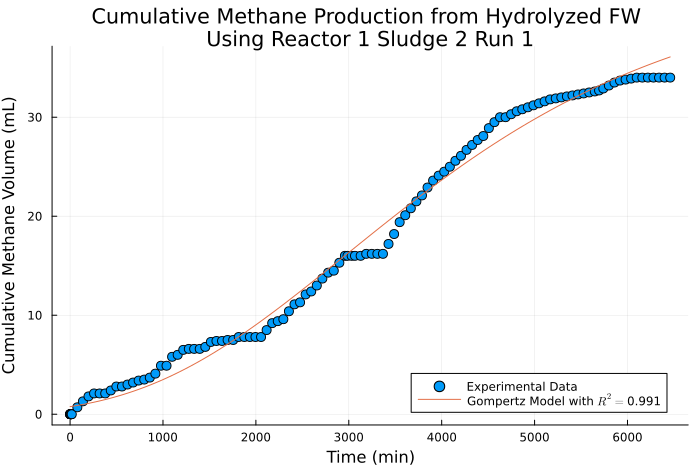 Cumulative Methane Production from Hydrolyzed FW
Using Reactor 1 Sludge 2 Run 1
Cumulative Methane Volume (mL)
30
20
10
0
Experimental Data
Gompertz Model with R² = 0.991
0 1000 2000 3000 4000 5000 6000
Time (min)